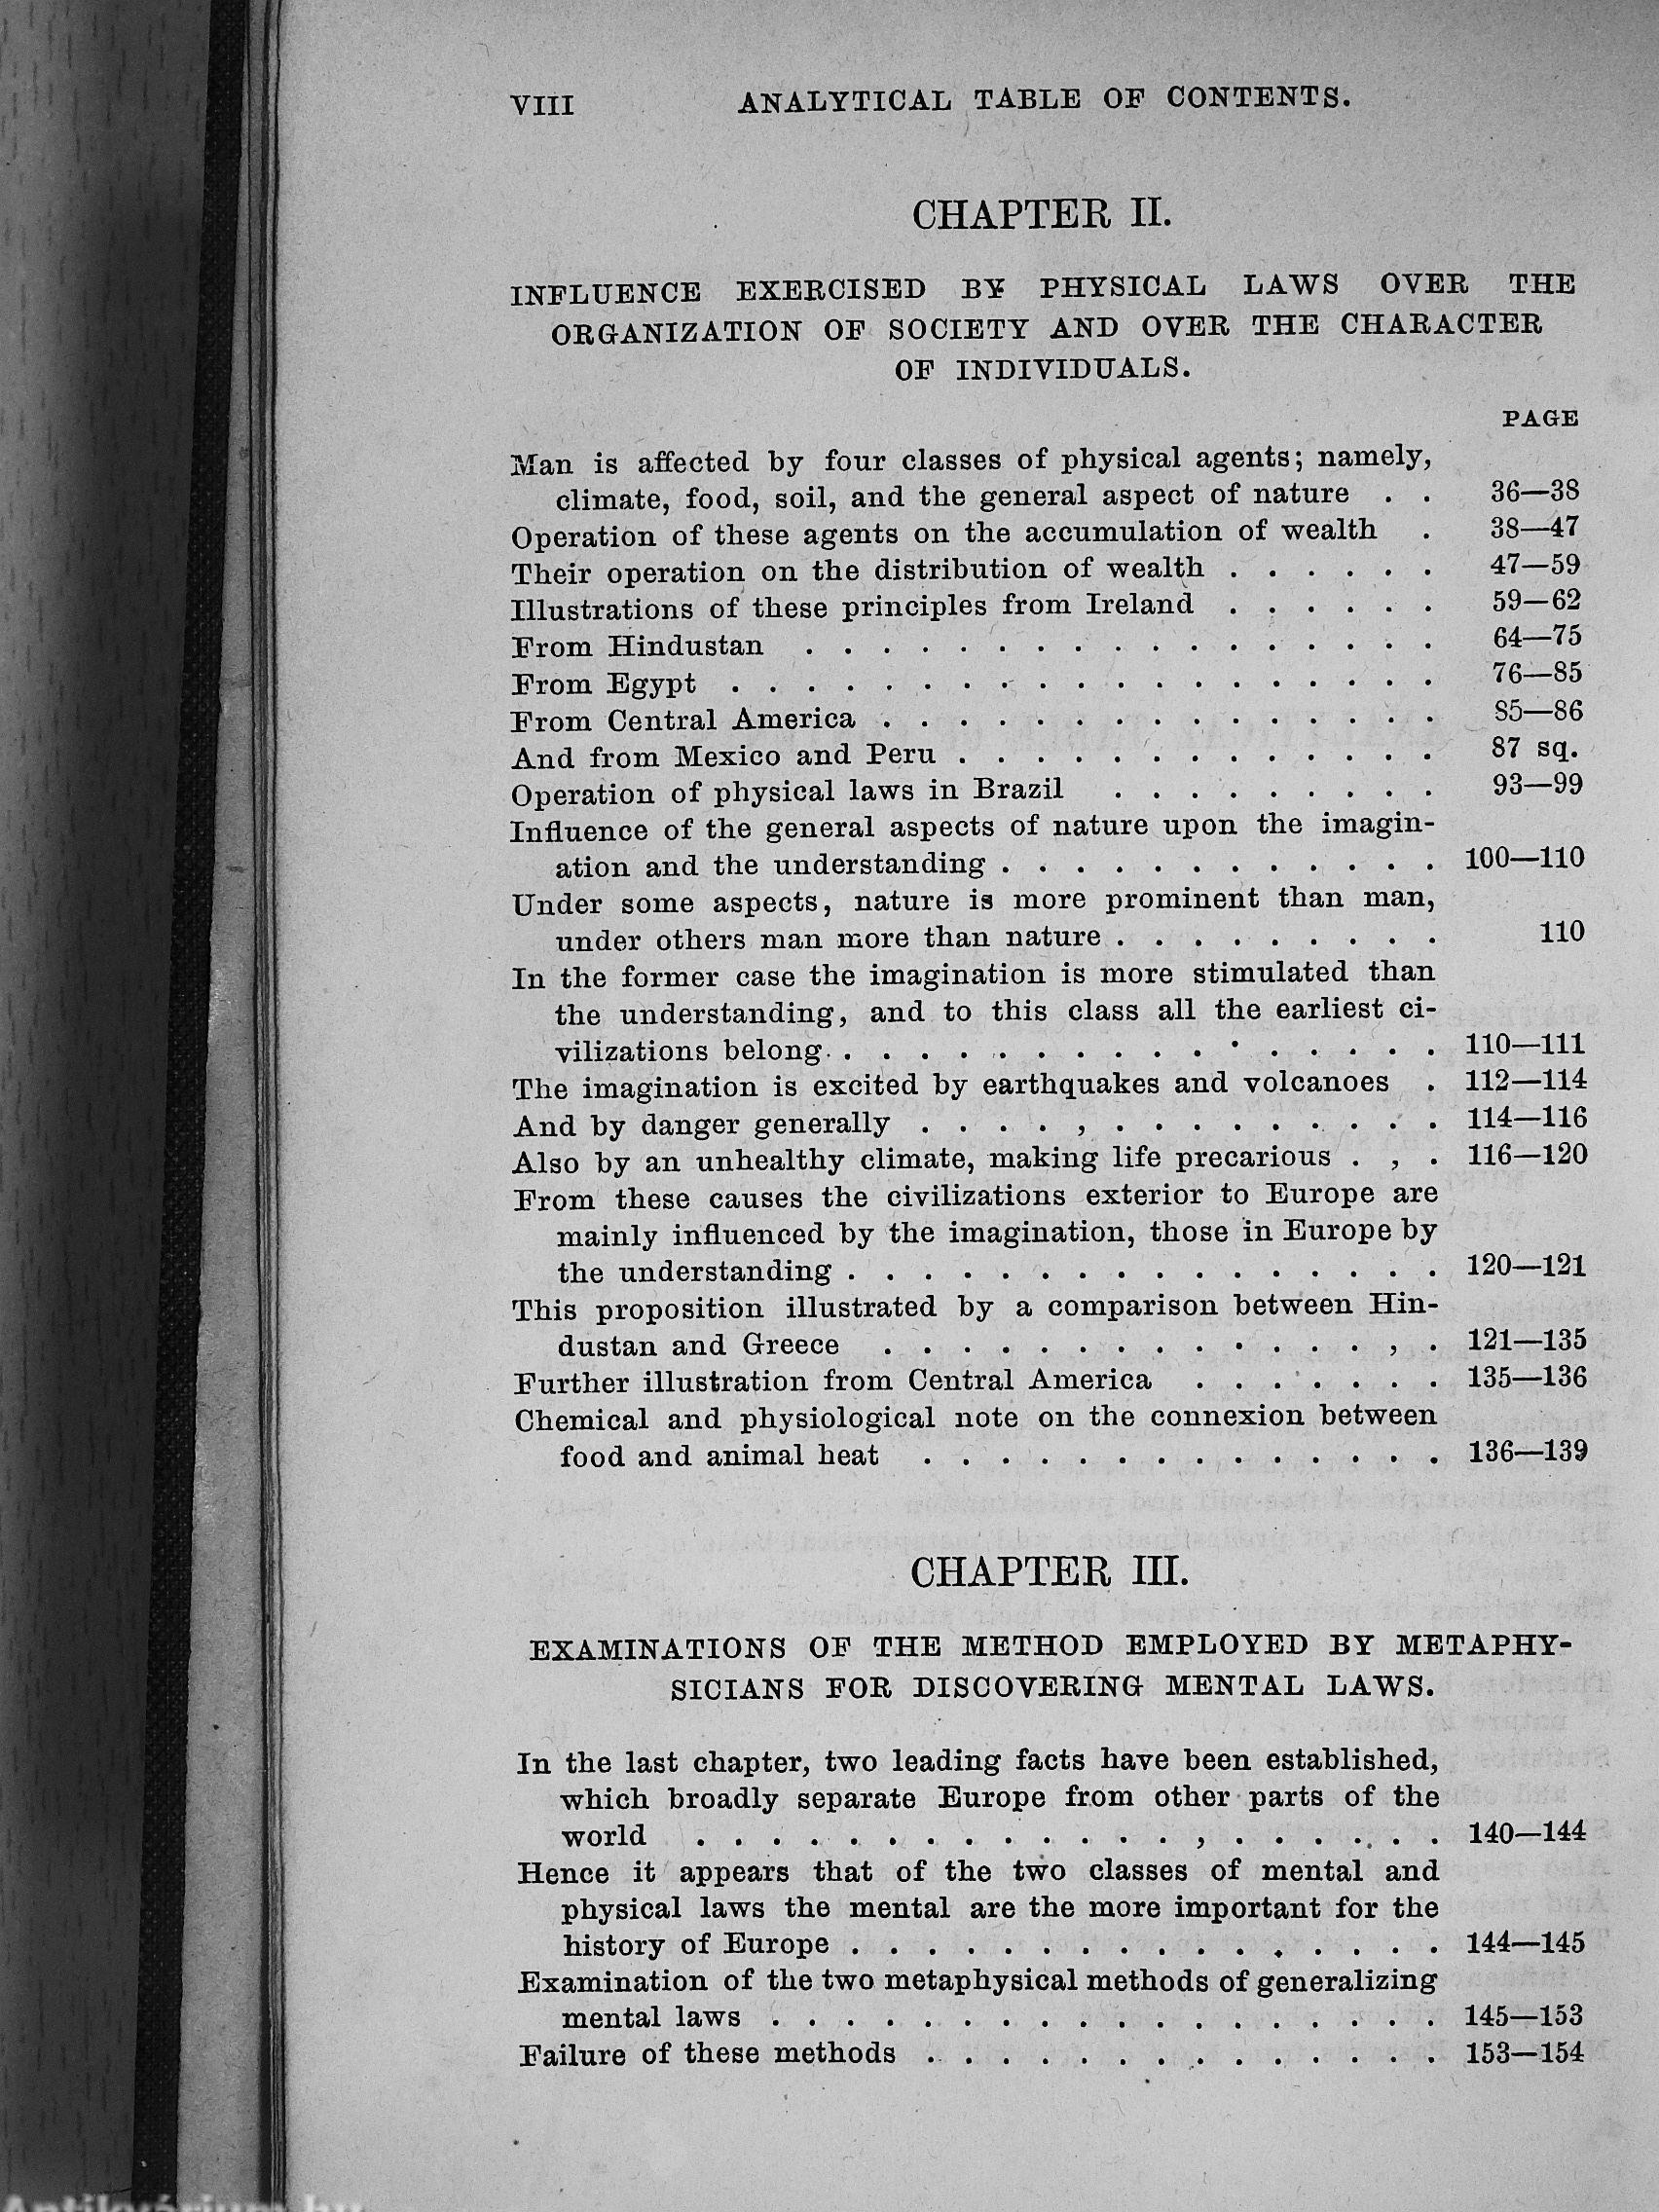 VIII ANALYTICAL TABLE OF CONTENTS.
CHAPTER II.
INFLUENCE EXERCISED BY PHYSICAL LAWS OVER THE
ORGANIZATION OF SOCIETY AND OVER THE CHARACTER
OF INDIVIDUALS.
PAGE
Man is affected by four classes of physical agents; namely,
climate, food, soil, and the general aspect of nature . . 36—38
Operation of these agents on the accumulation of wealth . 38—47
Their operation on the distribution of wealth . . . . . . 47—59
Illustrations of these principles from Ireland . . . . . . 59—62
From Hindustan . . . . . . . . . . . . . . . . . 64—75
From Egypt . . . . . . . . . . . . . . . . . . . 76—85
From Central America . . . . . . . . . . . . . . . 85—86
And from Mexico and Peru . . . . . . . . . . . . . 87 sq.
Operation of physical laws in Brazil . . . . . . . . . 93—99
Influence of the general aspects of nature upon the imagin-
ation and the understanding . . . . . . . . . . . . 100—110
Under some aspects, nature is more prominent than man,
under others man more than nature . . . . . . . . . 110
In the former case the imagination is more stimulated than
the understanding, and to this class all the earliest ci-
vilizations belong . . . . . . . . . . . . . . . . . 110—111
The imagination is excited by earthquakes and volcanoes . 112—114
And by danger generally . . . . , . . . . . . . . . 114—116
Also by an unhealthy climate, making life precarious . , . 116—120
From these causes the civilizations exterior to Europe are
mainly influenced by the imagination, those in Europe by
the understanding . . . . . . . . . . . . . . . . 120—121
This proposition illustrated by a comparison between Hin-
dustan and Greece . . . . . . . . . . . . . , . 121—135
Further illustration from Central America . . . . . . . 135—136
Chemical and physiological note on the connexion between
food and animal heat . . . . . . . . . . . . . . 136—139
CHAPTER III.
EXAMINATIONS OF THE METHOD EMPLOYED BY METAPHY-
SICIANS FOR DISCOVERING MENTAL LAWS.
In the last chapter, two leading facts have been established,
which broadly separate Europe from other parts of the
world . . . . . . . . . . . . . , . . . . . . 140—144
Hence it appears that of the two classes of mental and
physical laws the mental are the more important for the
history of Europe . . . . . . . . . . . . . . . . 144—145
Examination of the two metaphysical methods of generalizing
mental laws . . . . . . . . . . . . . . . . . . 145—153
Failure of these methods . . . . . . . . . . . . . . 153—154
Antikvárium.hu